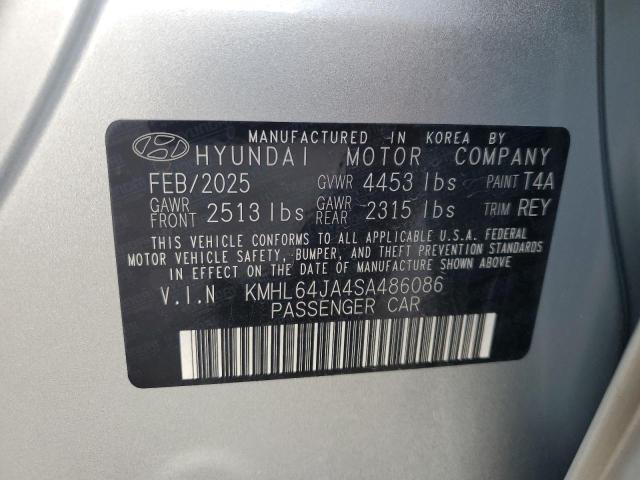 MANUFACTURED IN KOREA BY
HYUNDAI MOTOR COMPANY
FEB/2025 GVWR 4453 lbs PAINT T4A
GAWR FRONT 2513 lbs GAWR REAR 2315 lbs TRIM REY
THIS VEHICLE CONFORMS TO ALL APPLICABLE U.S.A. FEDERAL
MOTOR VEHICLE SAFETY, BUMPER, AND THEFT PREVENTION STANDARDS
IN EFFECT ON THE DATE OF MANUFACTURE SHOWN ABOVE.
V.I.N KMHL64JA4SA486086
PASSENGER CAR